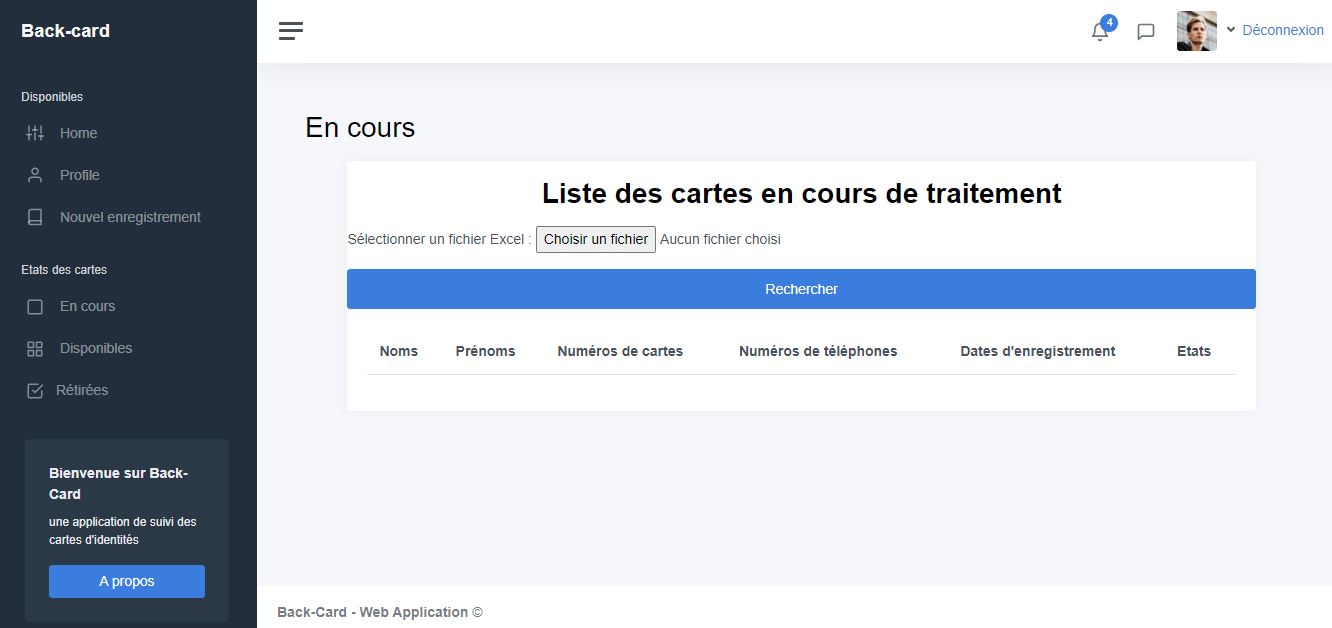 Back-card
4
Déconnexion
Disponibles
Home
Profile
Nouvel enregistrement
Etats des cartes
En cours
Disponibles
Rétirées
Bienvenue sur Back-
Card
une application de suivi des
cartes d'identités
A propos
En cours
Liste des cartes en cours de traitement
Sélectionner un fichier Excel : Choisir un fichier Aucun fichier choisi
Rechercher
Noms Prénoms Numéros de cartes Numéros de téléphones Dates d'enregistrement Etats
Back-Card - Web Application ©